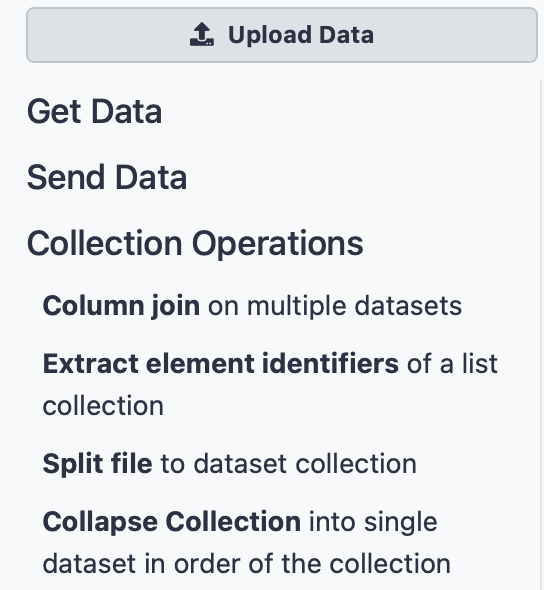 Upload Data
Get Data
Send Data
Collection Operations
Column join on multiple datasets
Extract element identifiers of a list
collection
Split file to dataset collection
Collapse Collection into single
dataset in order of the collection